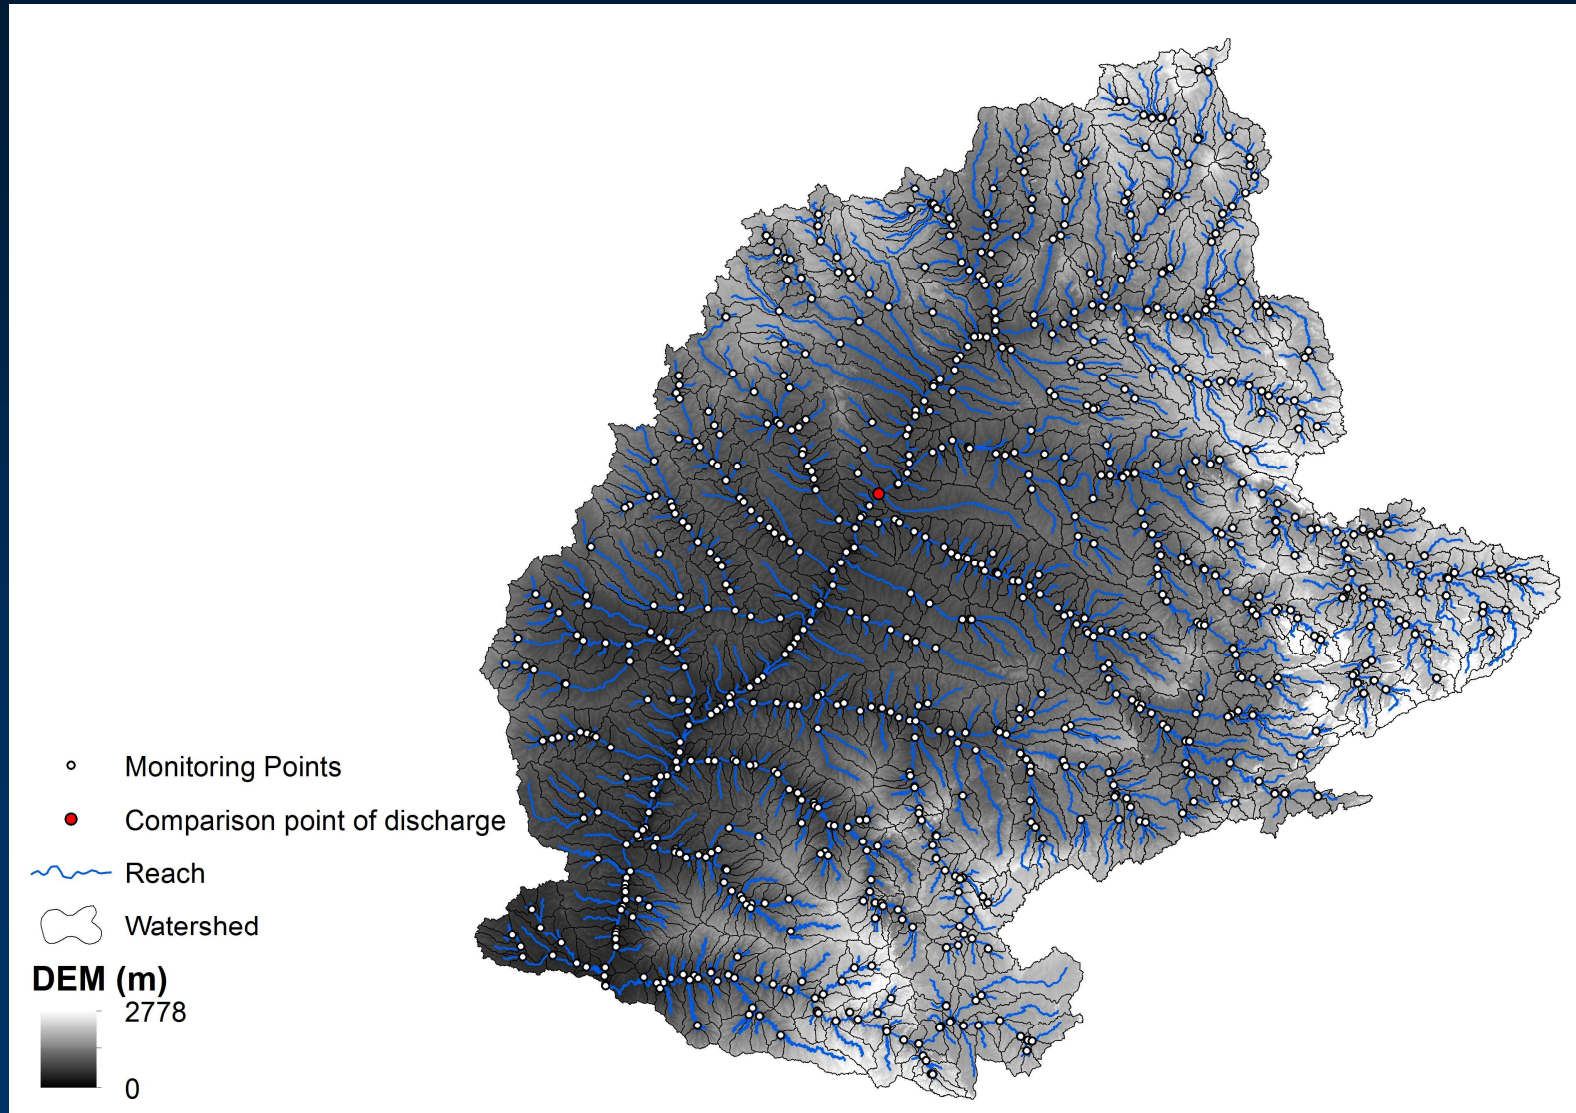 Monitoring Points
Comparison point of discharge
Reach
Watershed
DEM (m)
2778
0